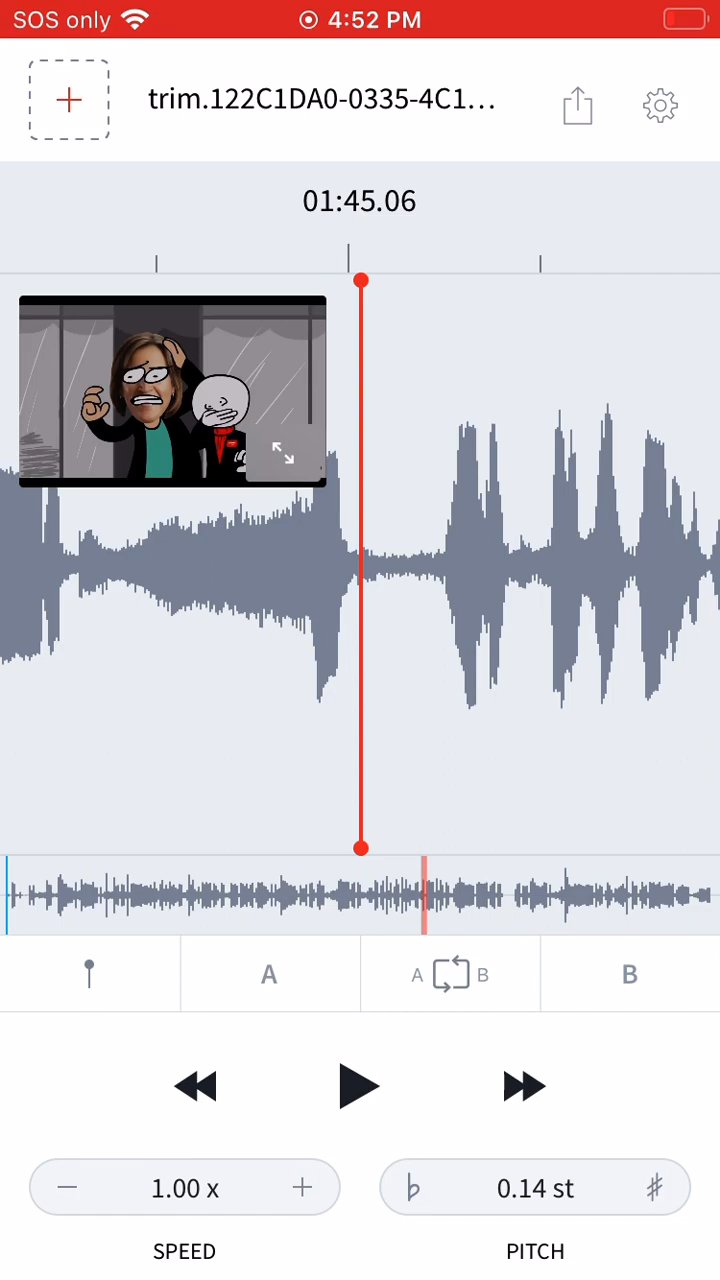 SOS only
4:52 PM
trim.122C1DA0-0335-4C1...
01:45.06
A
A B
B
1.00 x
♭ 0.14 st ♯
SPEED
PITCH